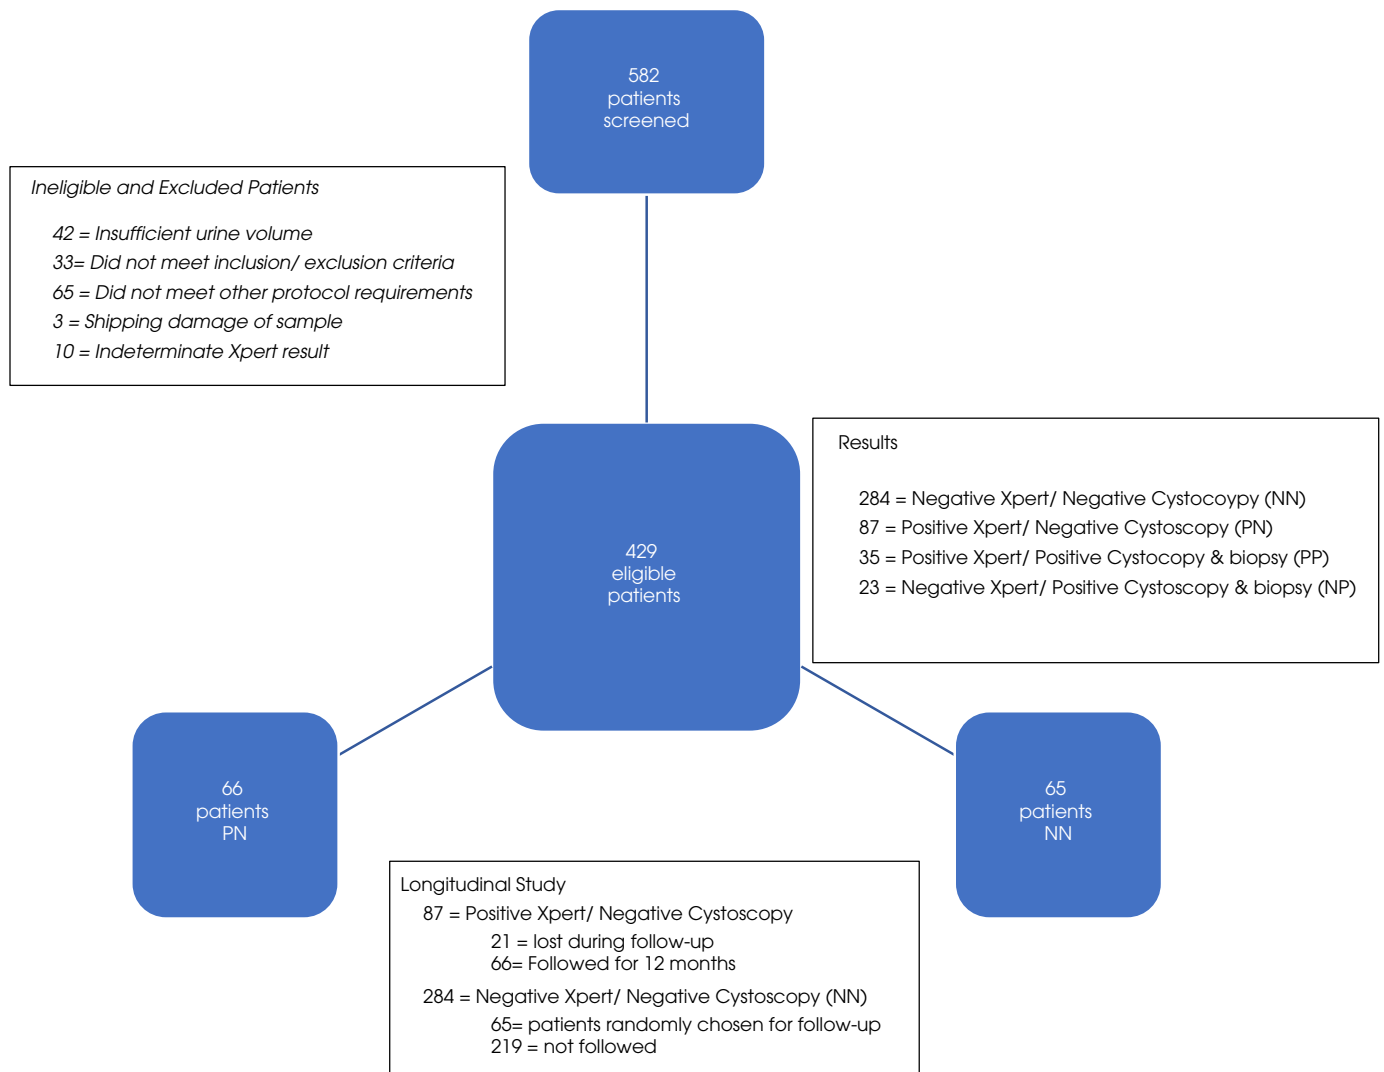 582
patients
screened
Ineligible and Excluded Patients
42 = Insufficient urine volume
33= Did not meet inclusion/ exclusion criteria
65 = Did not meet other protocol requirements
3 = Shipping damage of sample
10 = Indeterminate Xpert result
429
eligible
patients
Results
284 = Negative Xpert/ Negative Cystocoypy (NN)
87 = Positive Xpert/ Negative Cystoscopy (PN)
35 = Positive Xpert/ Positive Cystocopy & biopsy (PP)
23 = Negative Xpert/ Positive Cystoscopy & biopsy (NP)
66
patients
PN
65
patients
NN
Longitudinal Study
87 = Positive Xpert/ Negative Cystoscopy
21 = lost during follow-up
66= Followed for 12 months
284 = Negative Xpert/ Negative Cystoscopy (NN)
65= patients randomly chosen for follow-up
219 = not followed